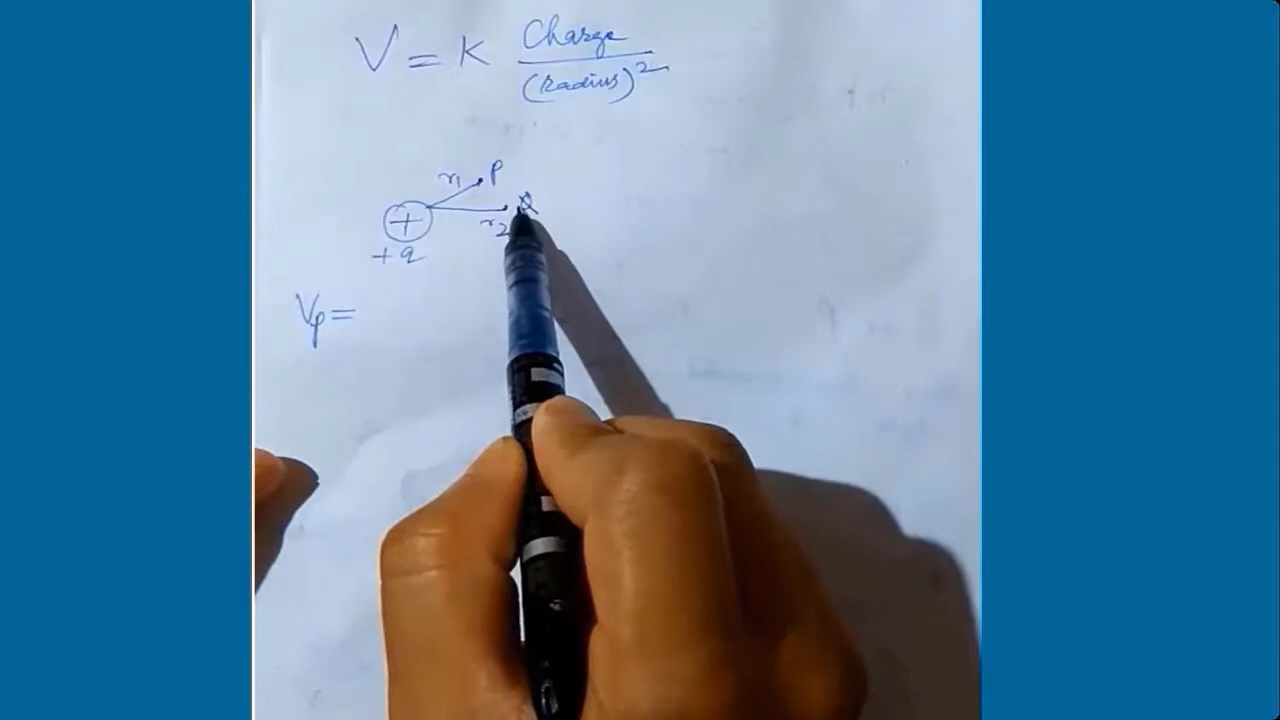 V = K Charge
(radius)²
r₁ P
+
r₂ Q
+q
Vp =